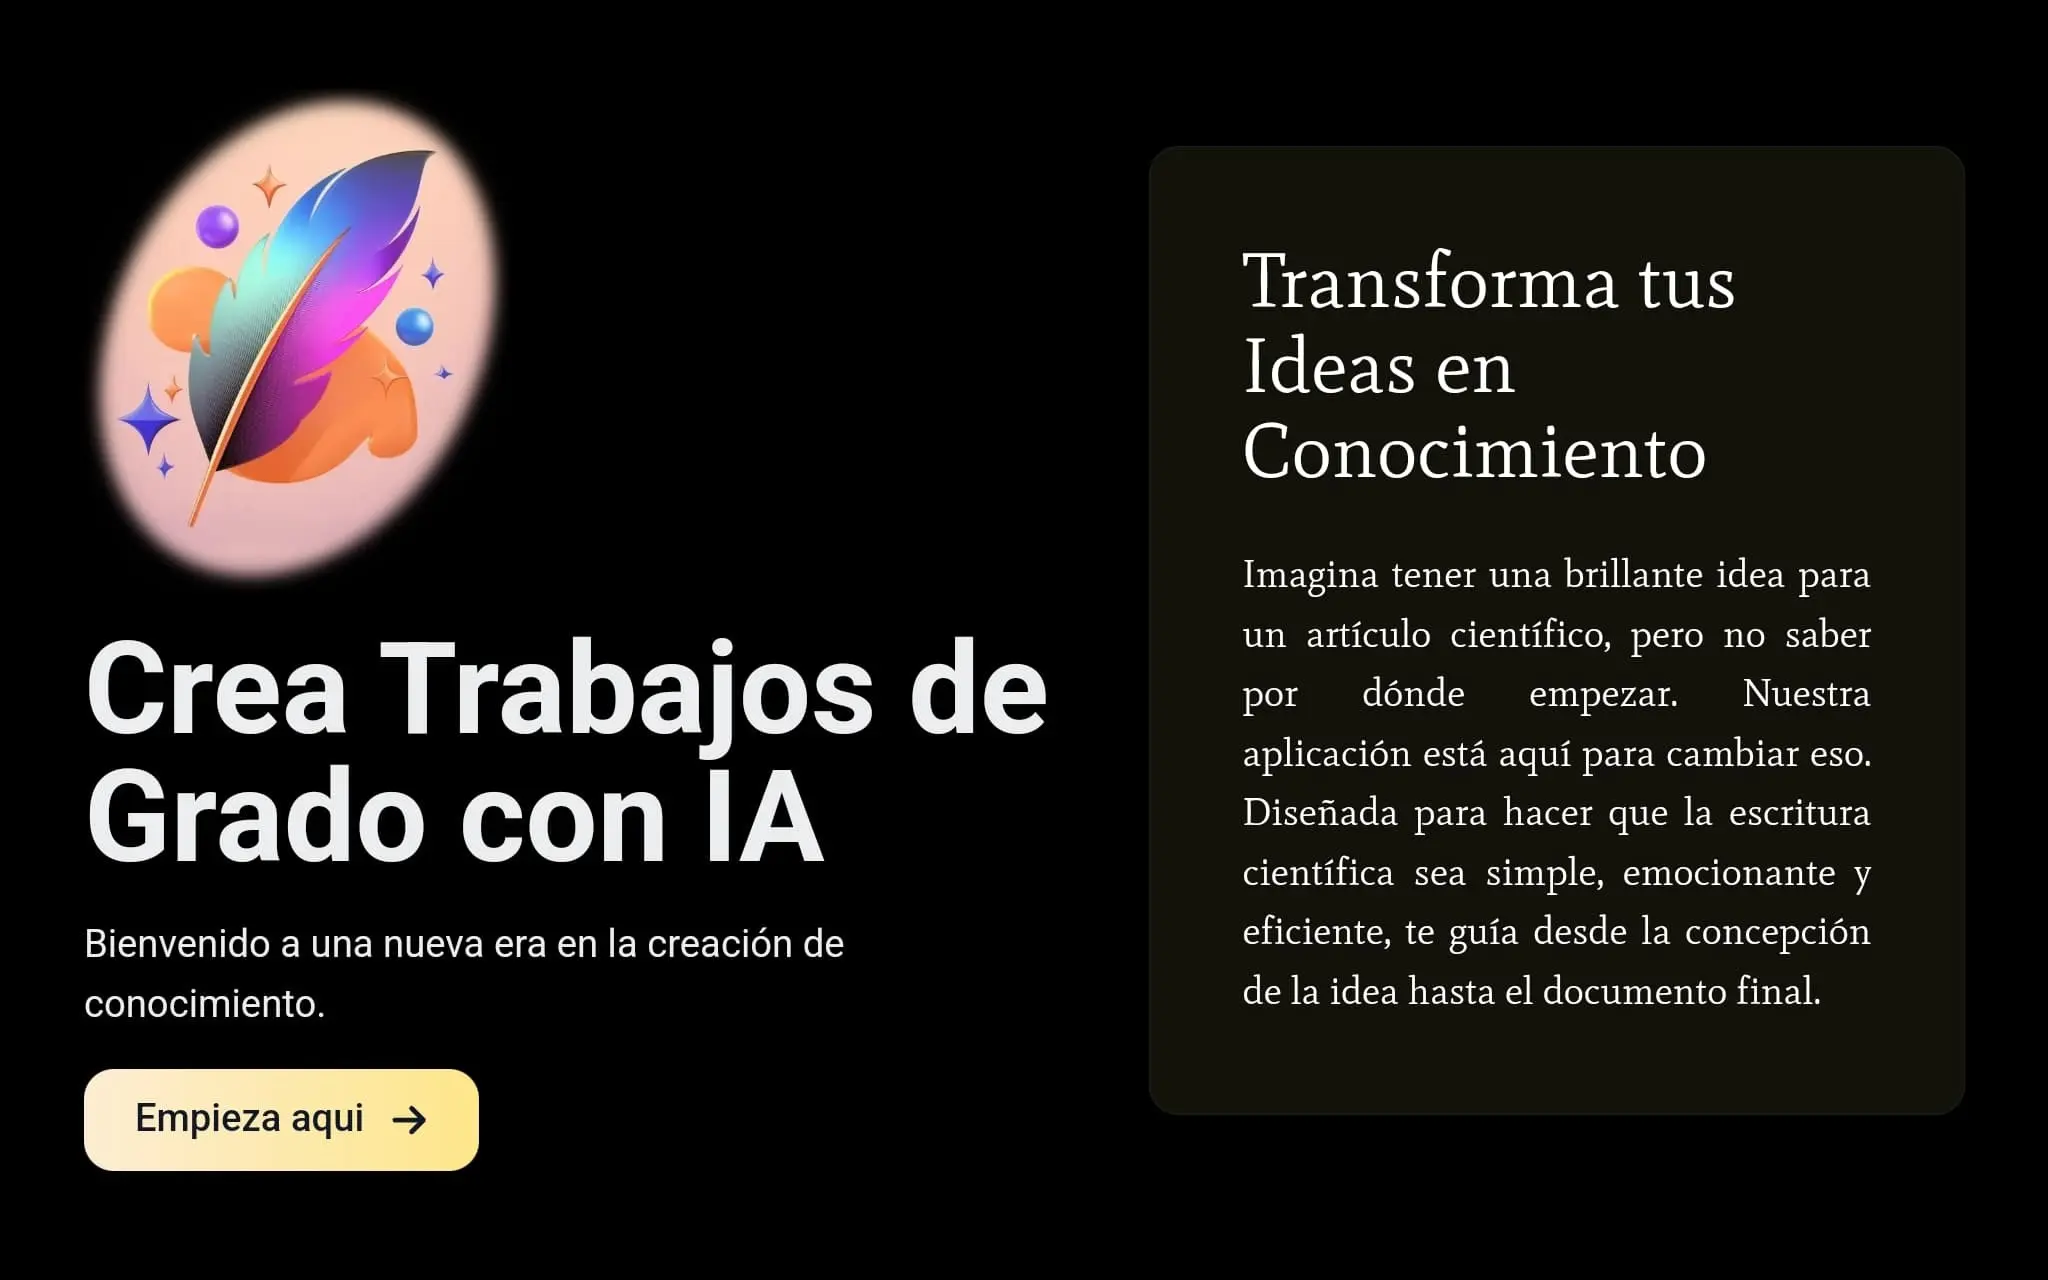 Crea Trabajos de
Grado con IA
Bienvenido a una nueva era en la creación de
conocimiento.
Empieza aqui
Transforma tus
Ideas en
Conocimiento
Imagina tener una brillante idea para
un artículo científico, pero no saber
por dónde empezar. Nuestra
aplicación está aquí para cambiar eso.
Diseñada para hacer que la escritura
científica sea simple, emocionante y
eficiente, te guía desde la concepción
de la idea hasta el documento final.